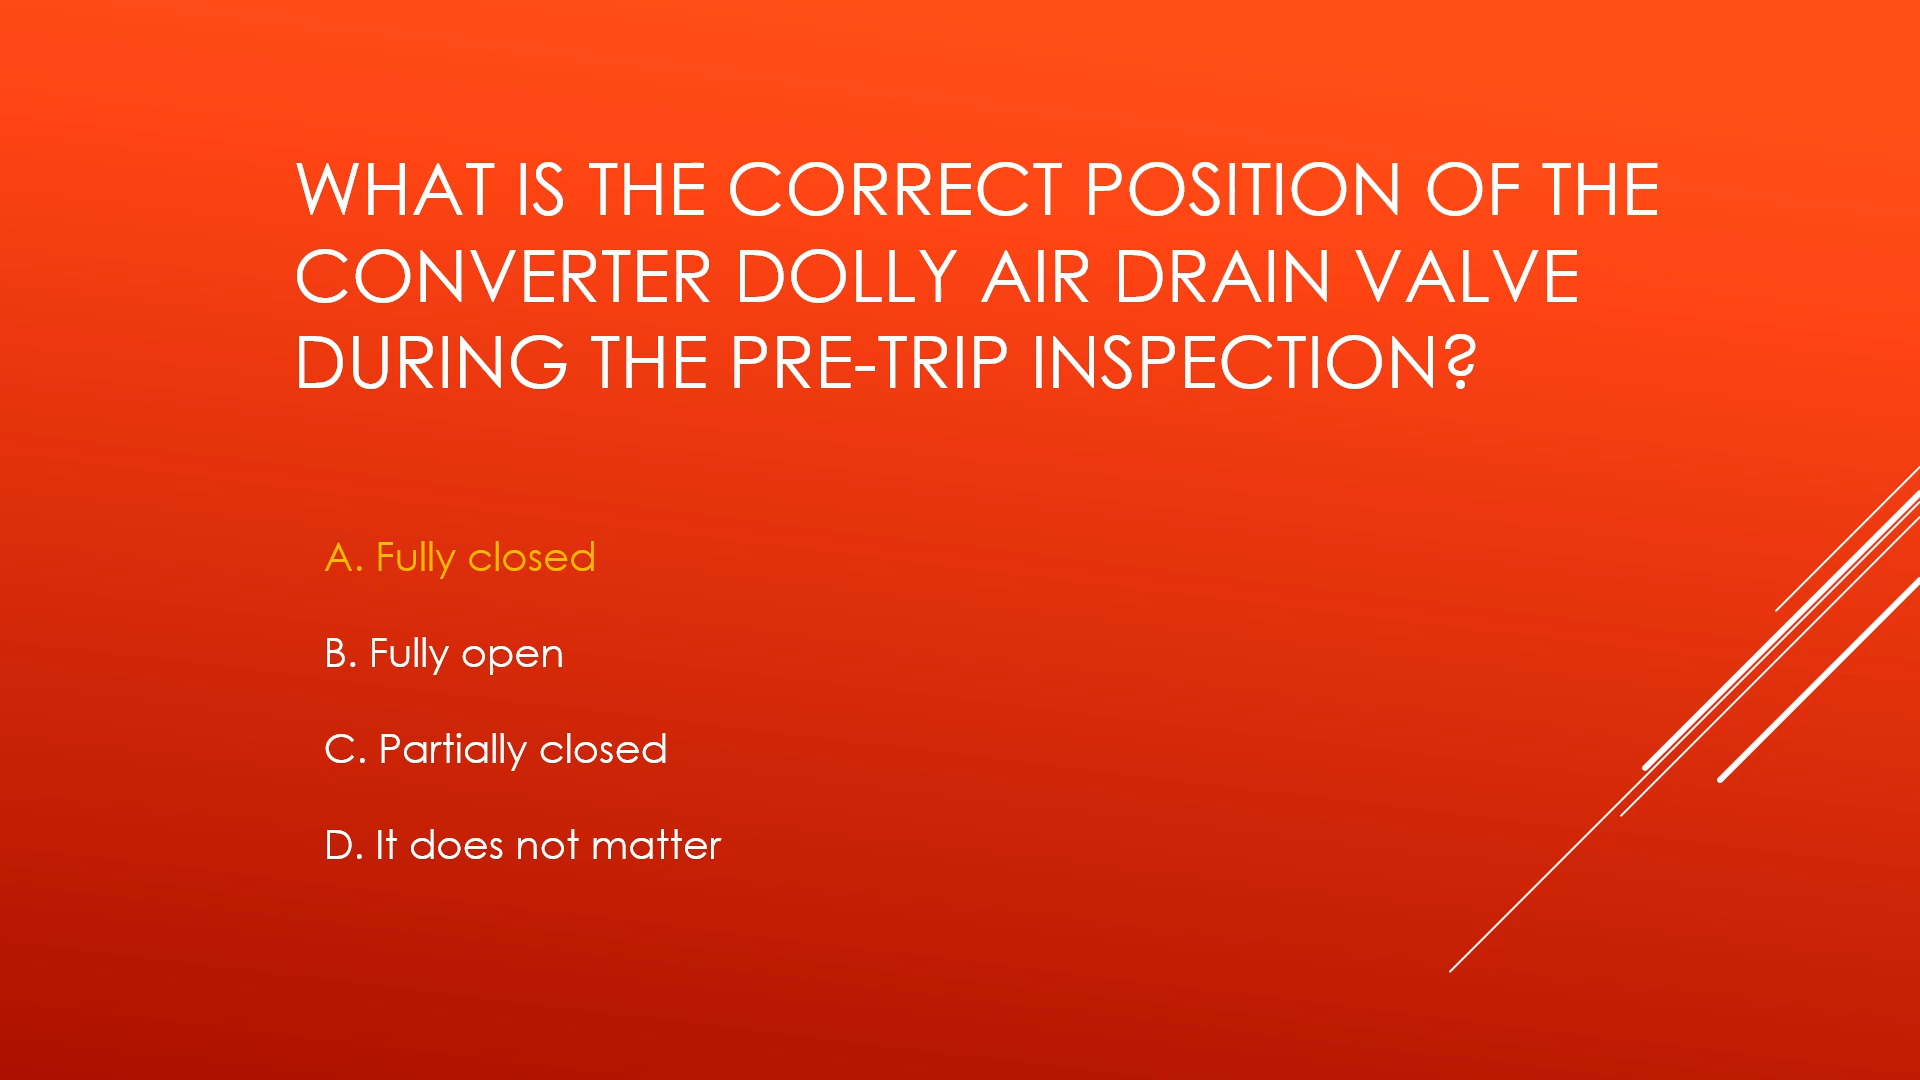 WHAT IS THE CORRECT POSITION OF THE
CONVERTER DOLLY AIR DRAIN VALVE
DURING THE PRE-TRIP INSPECTION?
A. Fully closed
B. Fully open
C. Partially closed
D. It does not matter